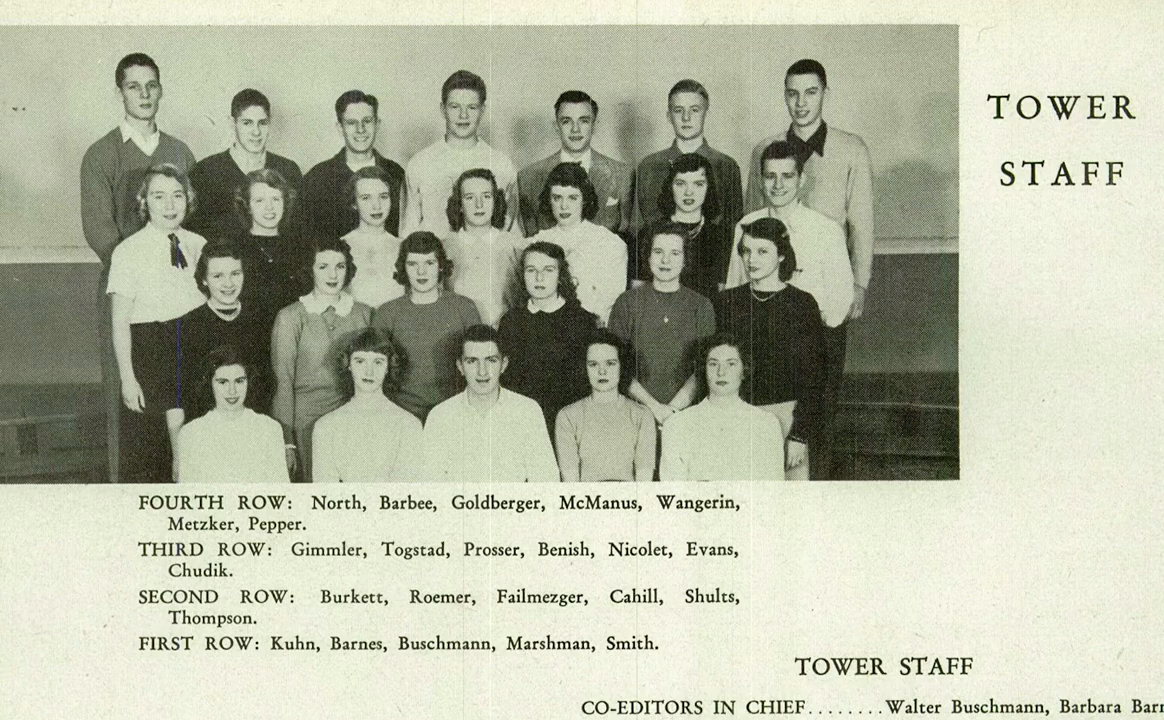 TOWER
STAFF
FOURTH ROW: North, Barbee, Goldberger, McManus, Wangerin,
Metzker, Pepper.
THIRD ROW: Gimmler, Togstad, Prosser, Benish, Nicolet, Evans,
Chudik.
SECOND ROW: Burkett, Roemer, Failmezger, Cahill, Shults,
Thompson.
FIRST ROW: Kuhn, Barnes, Buschmann, Marshman, Smith.
TOWER STAFF
CO-EDITORS IN CHIEF........Walter Buschmann, Barbara